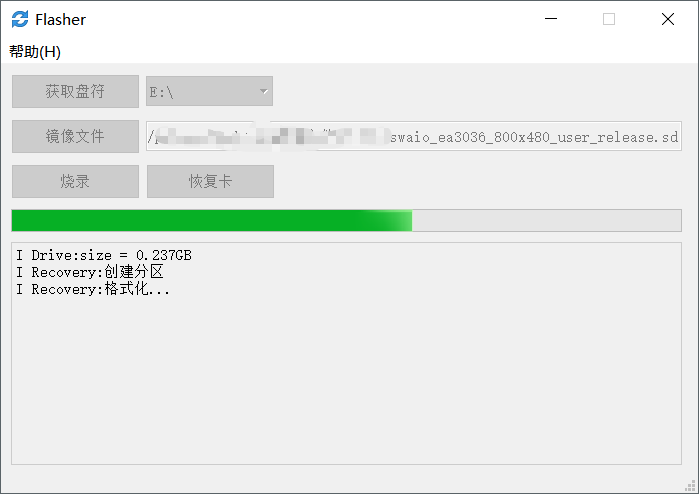 Flasher
帮助(H)
获取盘符 E:\
镜像文件 swaio_ea3036_800x480_user_release.sd
烧录 恢复卡
I Drive:size = 0.237GB
I Recovery:创建分区
I Recovery:格式化...